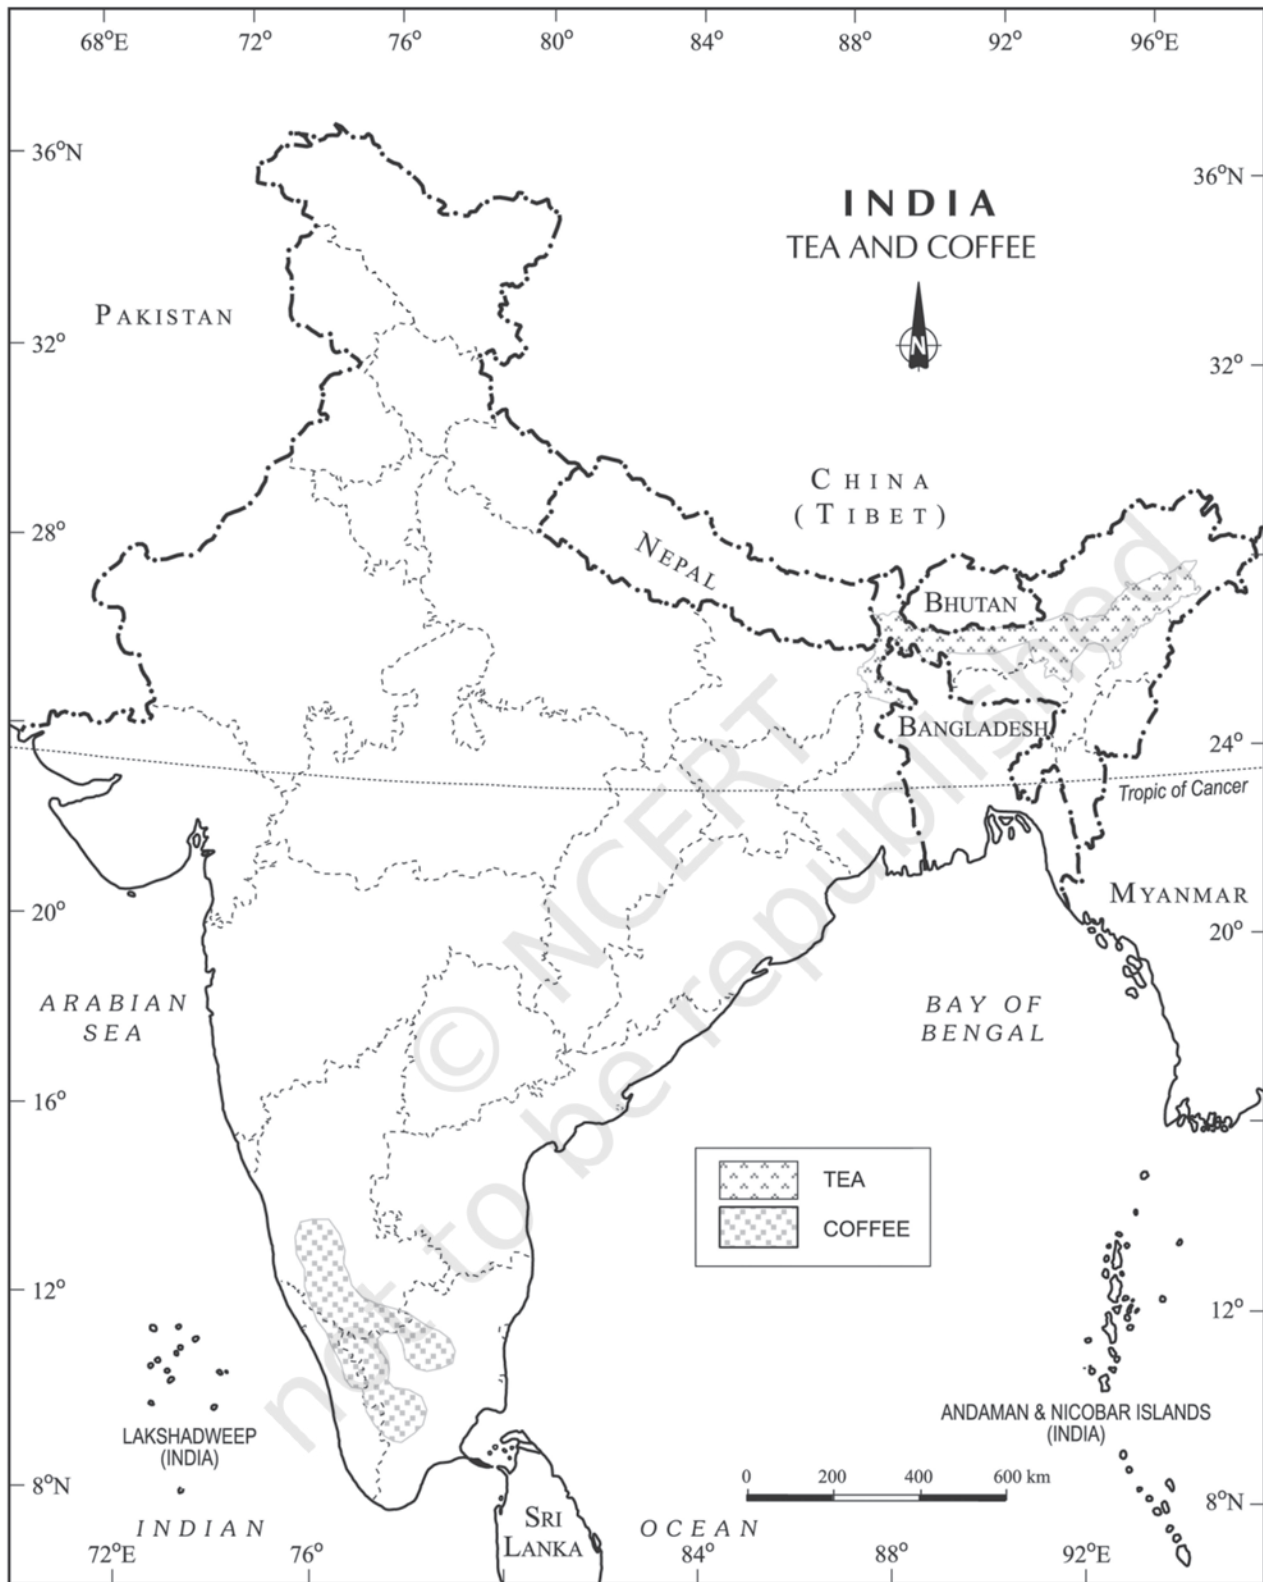 68°E 72° 76° 80° 84° 88° 92° 96°E
36°N
36°N
INDIA
TEA AND COFFEE
N
PAKISTAN
32°
32°
CHINA
(TIBET)
28°
NEPAL
BHUTAN
BANGLADESH
24°
Tropic of Cancer
MYANMAR
20°
20°
ARABIAN
SEA
BAY OF
BENGAL
© NCERT
not to be republished
16°
TEA
COFFEE
12°
12°
LAKSHADWEEP
(INDIA)
ANDAMAN & NICOBAR ISLANDS
(INDIA)
8°N
0 200 400 600 km
8°N
INDIAN
OCEAN
SRI
LANKA
72°E 76° 84° 88° 92°E